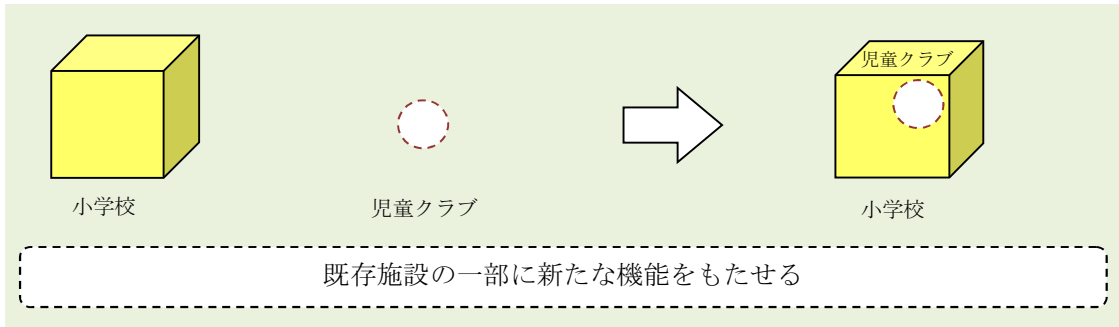 児童クラブ
小学校
児童クラブ
小学校
既存施設の一部に新たな機能をもたせる